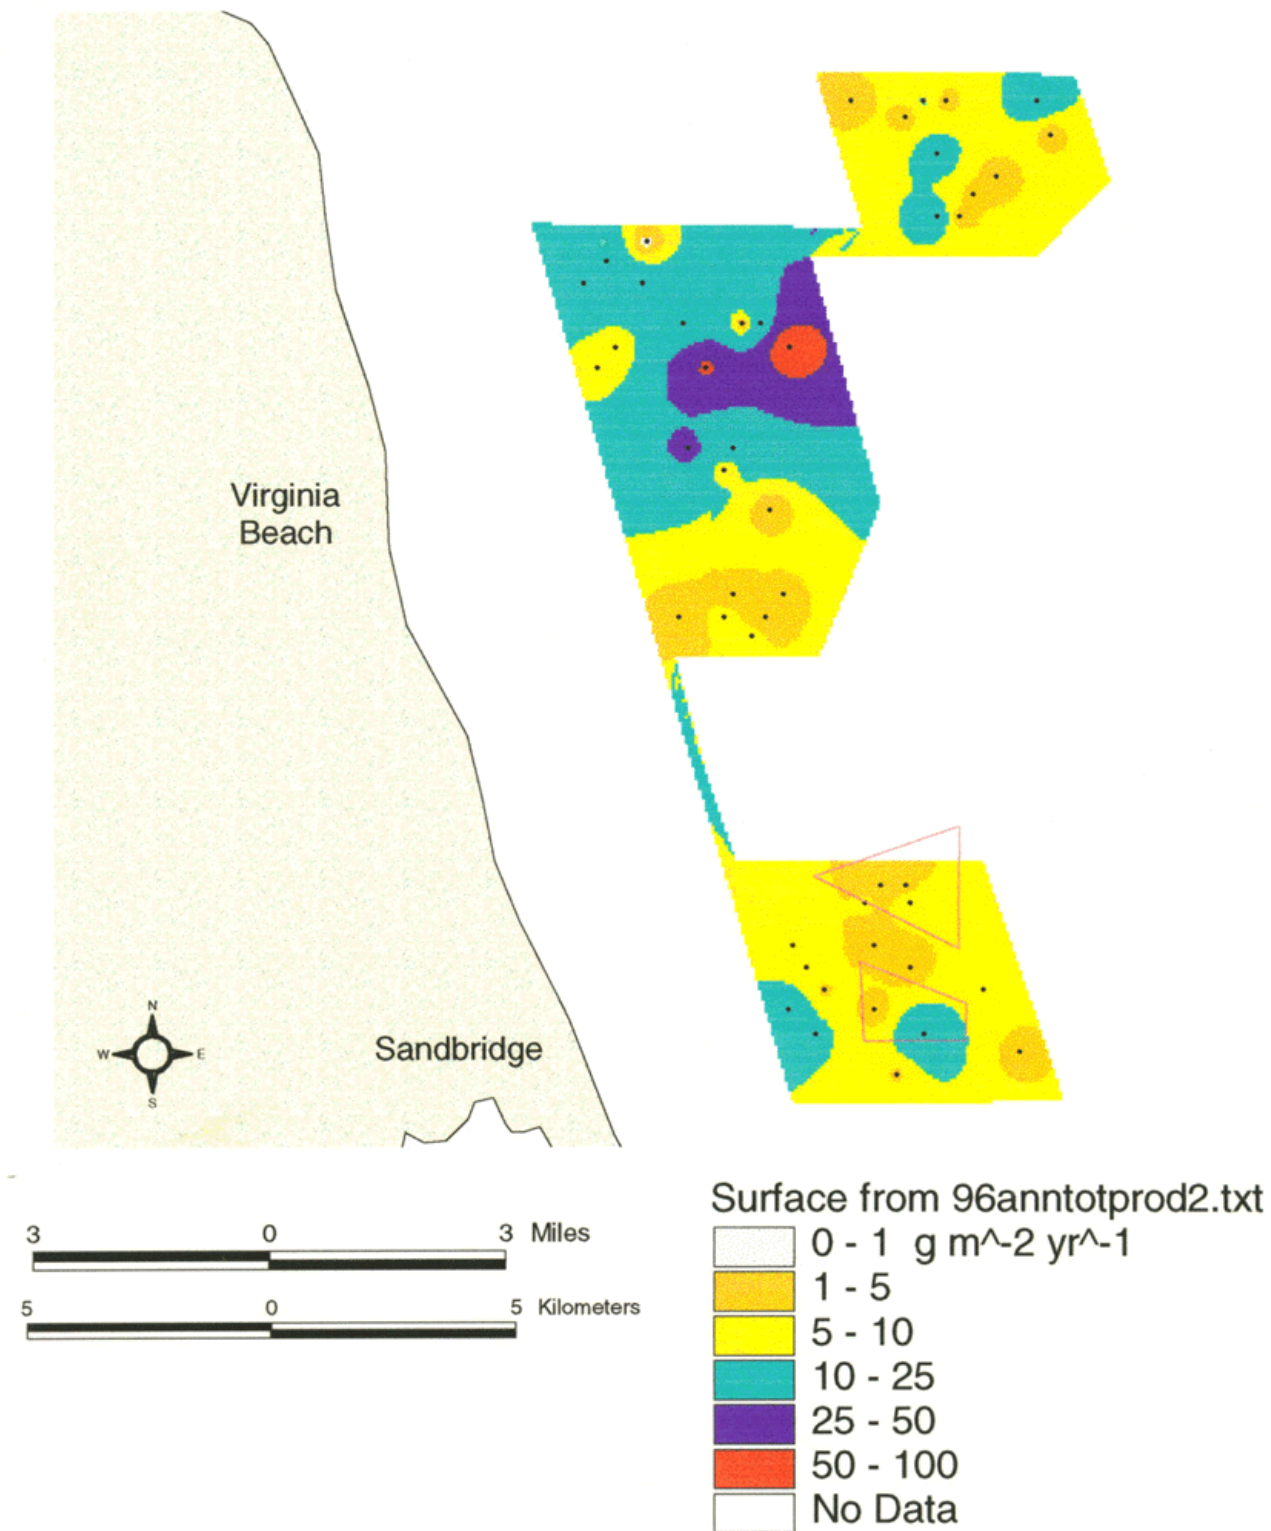 Virginia
Beach
N
W E
S
Sandbridge
3 0 3 Miles
5 0 5 Kilometers
Surface from 96anntotprod2.txt
0 - 1 g m^-2 yr^-1
1 - 5
5 - 10
10 - 25
25 - 50
50 - 100
No Data